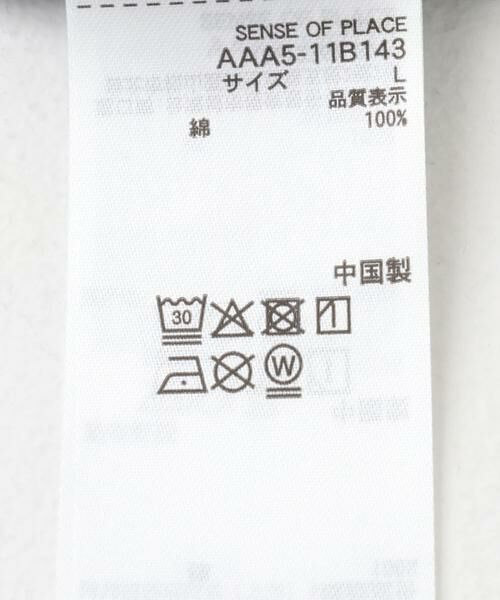 SENSE OF PLACE
AAA5-11B143
サイズ L
品質表示
綿 100%
中国製
30
W